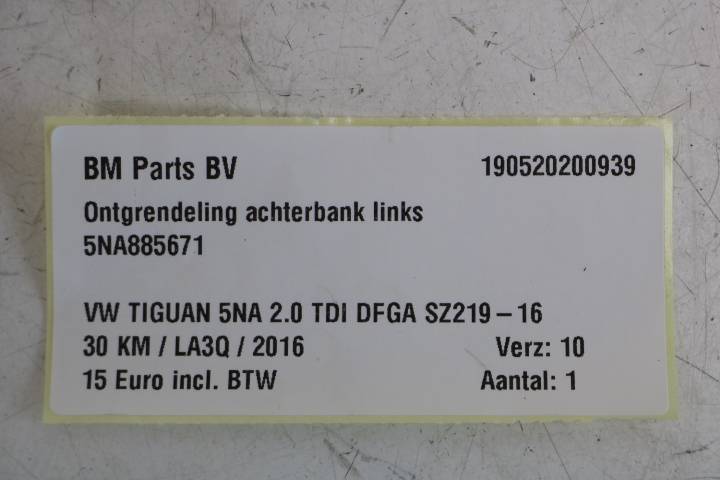 BM Parts BV 190520200939
Ontgrendeling achterbank links
5NA885671
VW TIGUAN 5NA 2.0 TDI DFGA SZ219-16
30 KM / LA3Q / 2016 Verz: 10
15 Euro incl. BTW Aantal: 1